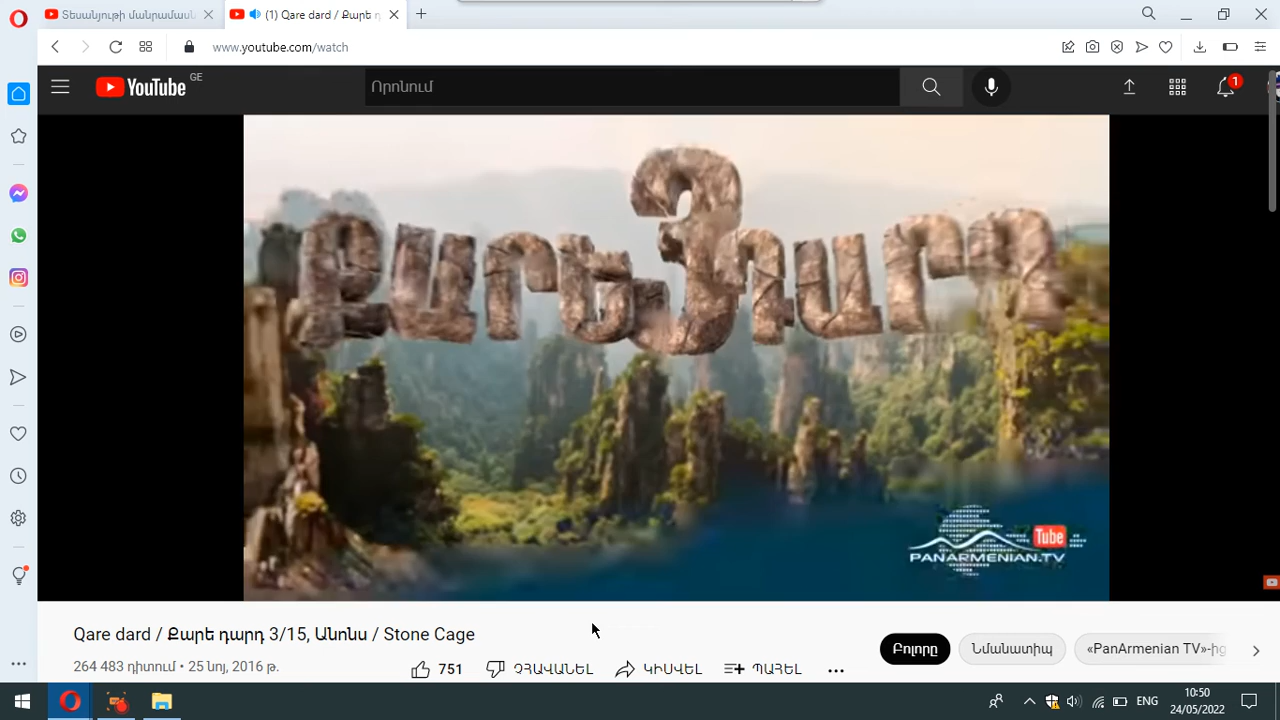 Տեսանյութի մանրամասն
(1) Qare dard / Քարե դ
www.youtube.com/watch
YouTube GE
Որոնում
1
Քարե դարդ
3
Tube
PANARMENIAN.TV
Qare dard / Քարե դարդ 3/15, Անոնս / Stone Cage
264 483 դիտում • 25 նոյ, 2016 թ.
751
ՉՀԱՎԱՆԵԼ
ԿԻՍՎԵԼ
ՊԱՀԵԼ
Բոլորը
Նմանատիպ
«PanArmenian TV»-ից
ENG
10:50
24/05/2022